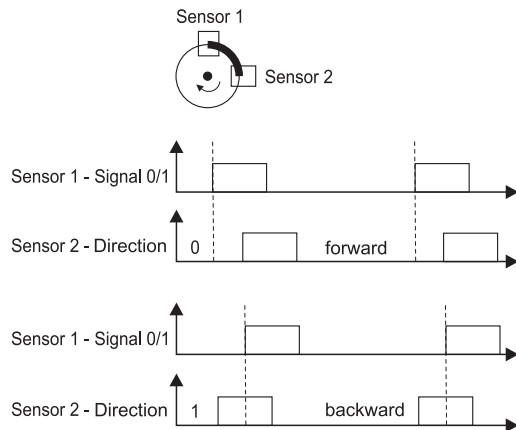 Sensor 1
Sensor 2
Sensor 1 - Signal 0/1
Sensor 2 - Direction 0 forward
Sensor 1 - Signal 0/1
Sensor 2 - Direction 1 backward